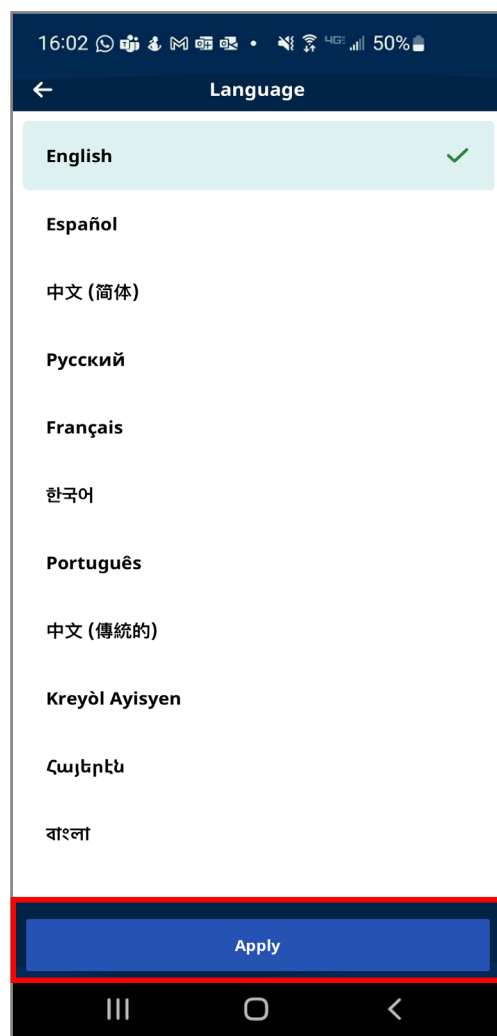 16:02 50%
Language
English
Español
中文 (简体)
Русский
Français
한국어
Português
中文 (傳統的)
Kreyòl Ayisyen
Հայերէն
বাংলা
Apply